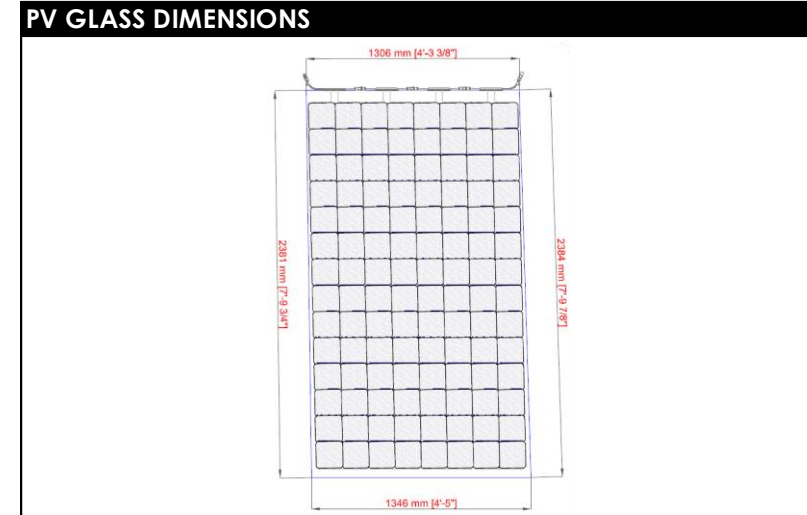 PV GLASS DIMENSIONS
1306 mm [4'-3 3/8"]
2381 mm [7'-9 3/4"]
2384 mm [7'-9 7/8"]
1346 mm [4'-5"]